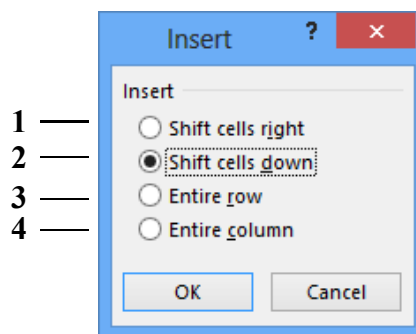 Insert ? ×
Insert
1 Shift cells right
2 Shift cells down
3 Entire row
4 Entire column
OK Cancel